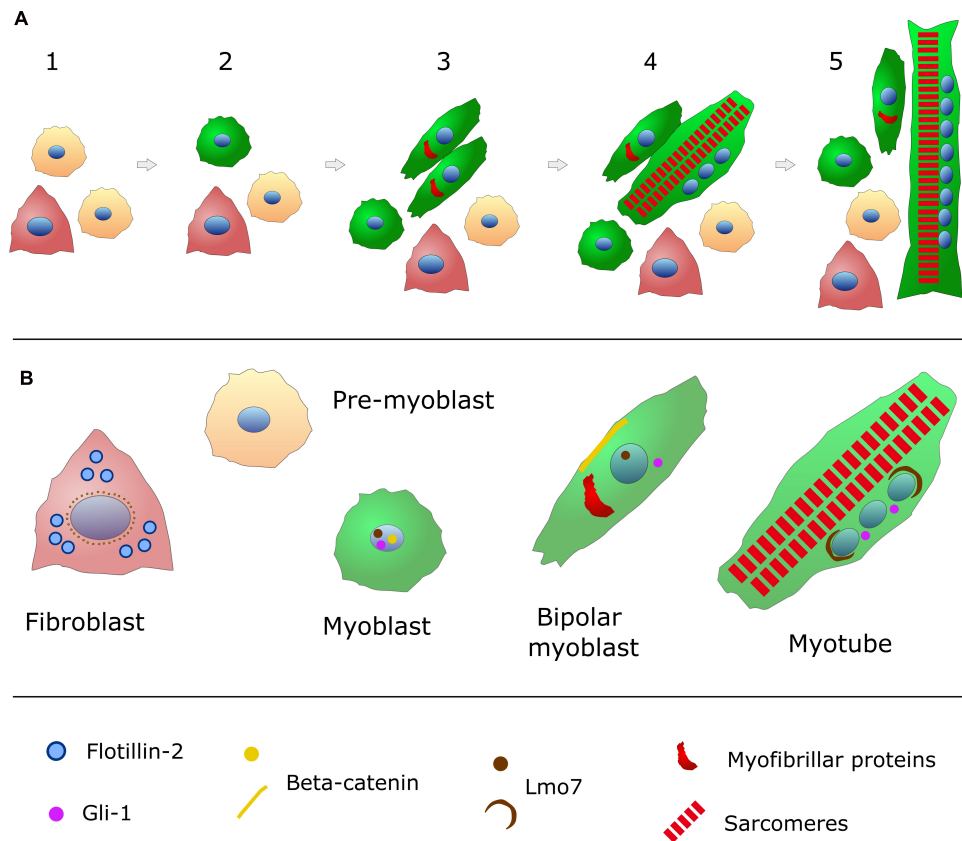 A
1 2 3 4 5
B
Pre-myoblast
Fibroblast
Myoblast
Bipolar
myoblast
Myotube
Flotillin-2
Beta-catenin
Lmo7
Myofibrillar proteins
Gli-1
Sarcomeres